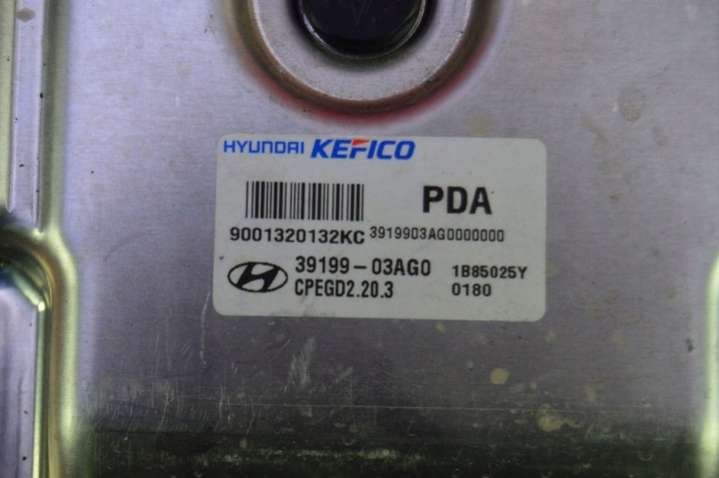 HYUNDAI KEFICO
PDA
9001320132KC 3919903AG0000000
39199-03AG0 1B85025Y
CPEGD2.20.3 0180